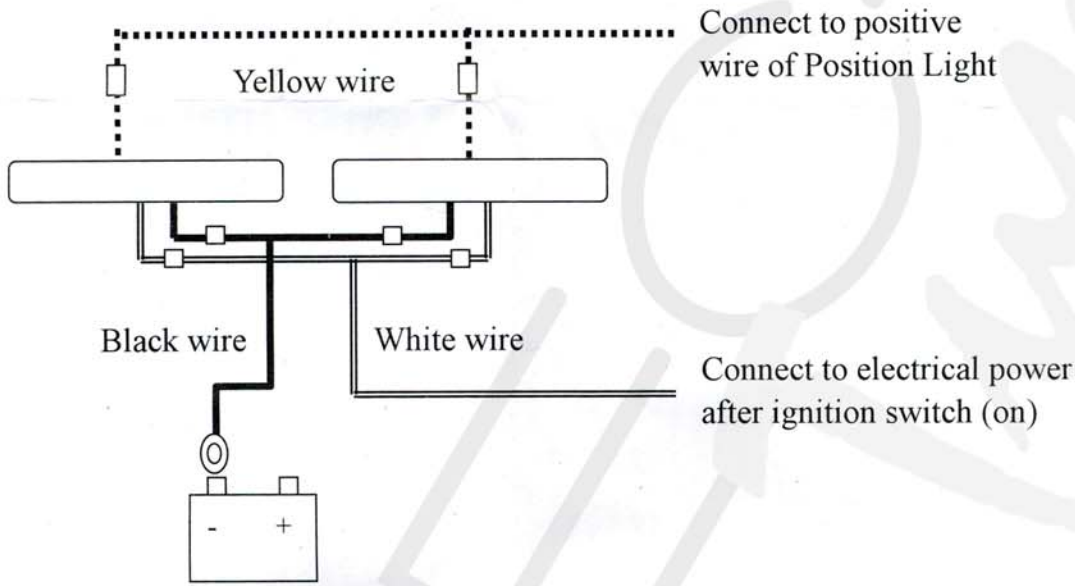 Connect to positive
wire of Position Light
Yellow wire
Black wire
White wire
Connect to electrical power
after ignition switch (on)
- +